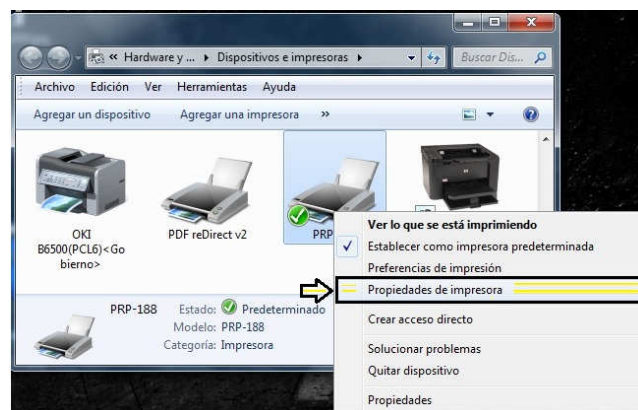 « Hardware y ... ▸ Dispositivos e impresoras ▸
Buscar Dis...
Archivo Edición Ver Herramientas Ayuda
Agregar un dispositivo Agregar una impresora »
OKI
B6500(PCL6)<Go
bierno>
PDF reDirect v2
PRP
Ver lo que se está imprimiendo
Establecer como impresora predeterminada
Preferencias de impresión
Propiedades de impresora
Crear acceso directo
Solucionar problemas
Quitar dispositivo
Propiedades
PRP-188 Estado: Predeterminado
Modelo: PRP-188
Categoría: Impresora